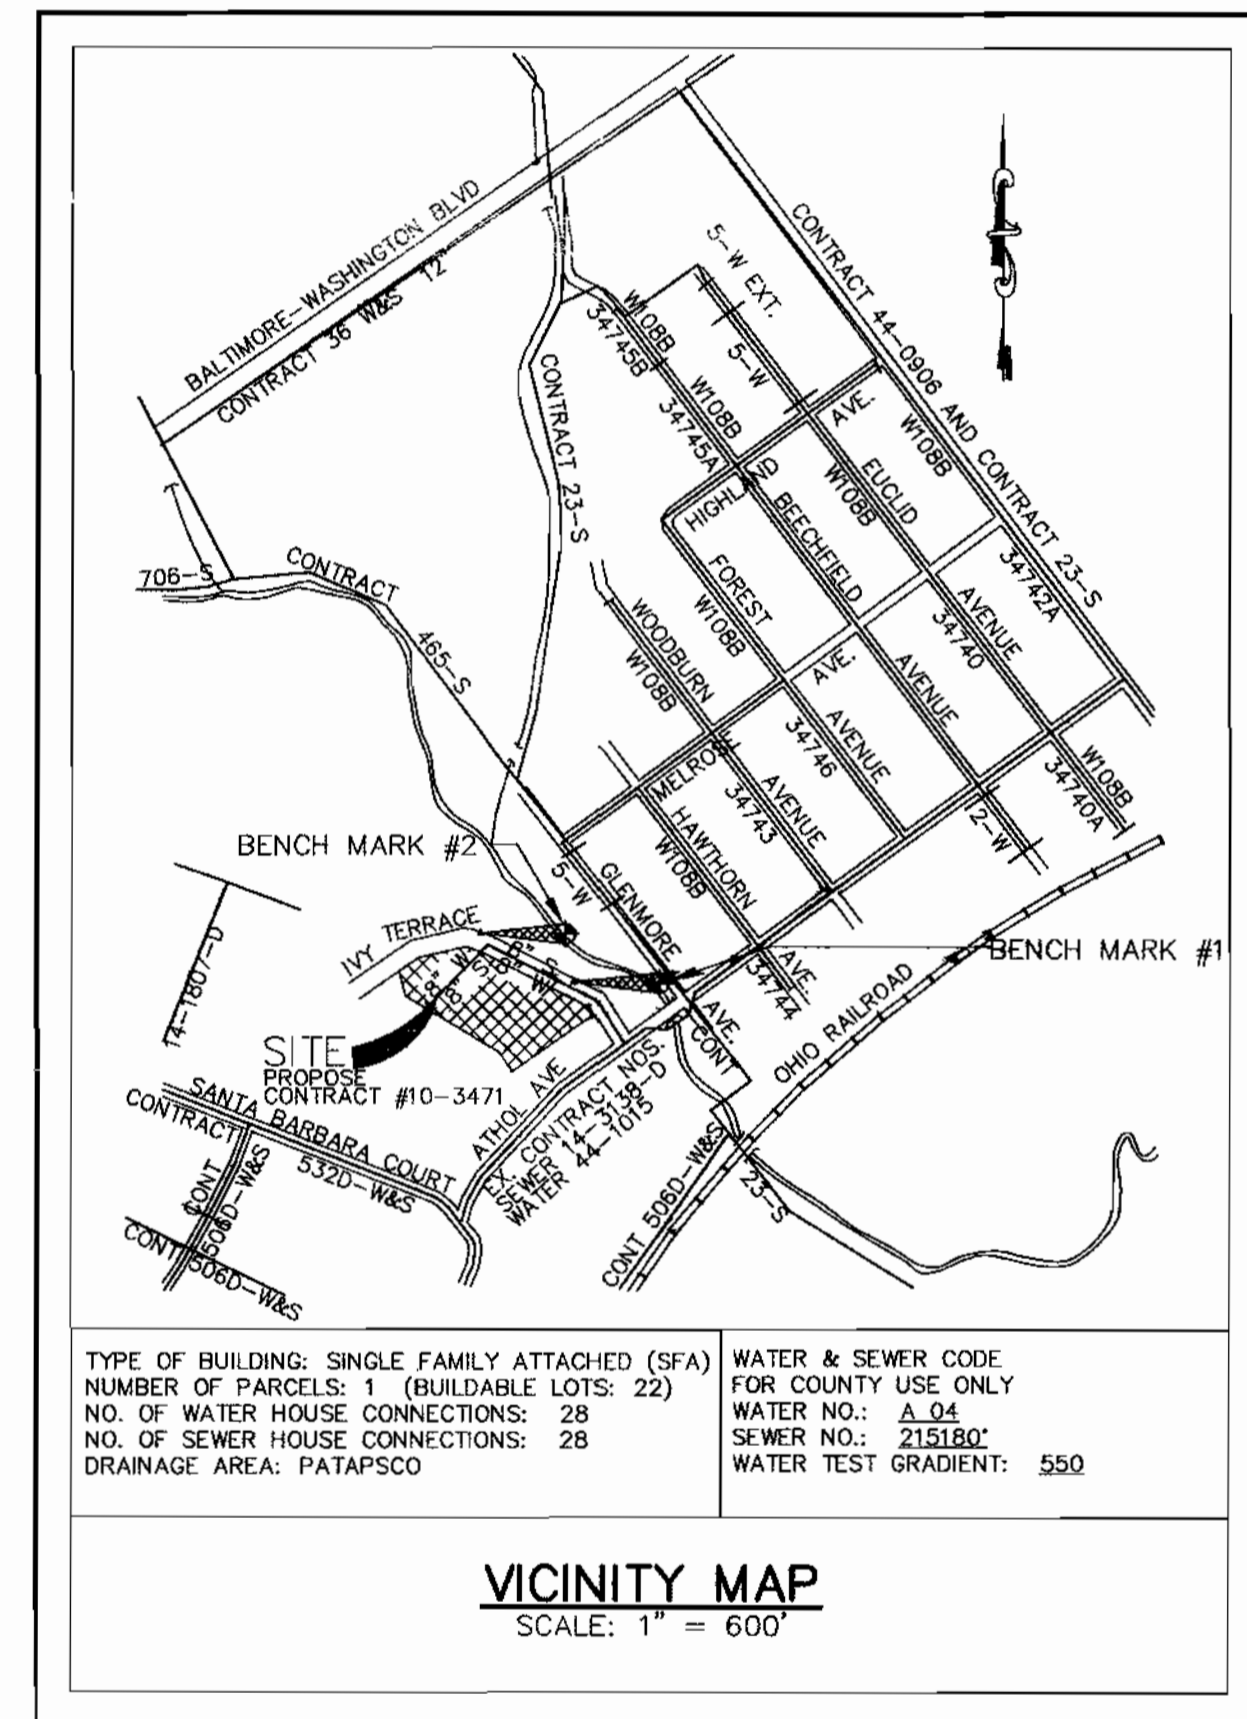 BALTIMORE-WASHINGTON BLVD
CONTRACT 36 W&S 12"
CONTRACT 44-0906 AND CONTRACT 23-S
5-W EXT.
5-W
W108B
34745B
W108B
34745A
CONTRACT 23-S
HIGHLAND AVE.
W108B
EUCLID AVENUE
W108B
34740
34742A
BEECHFIELD AVENUE
FOREST AVENUE
W108B
34746
WOODBURN AVENUE
W108B
34743
MELROSE AVE.
HAWTHORN AVE.
W108B
34744
W108B
34740A
2-W
706-S
CONTRACT
465-S
BENCH MARK #2
5-W
GLENMORE AVE.
BENCH MARK #1
IVY TERRACE
8" S
8" W
8" W
8" S
14-1807-D
SITE
PROPOSE
CONTRACT #10-3471
OHIO RAILROAD
CONT
ATHOL AVE
EX. CONTRACT NOS.
SEWER 14-3138-D
WATER 44-1015
SANTA BARBARA COURT
CONTRACT
532D-W&S
CONT
506D-W&S
CONT 506D-W&S
CONT 506D-W&S
23-S
TYPE OF BUILDING: SINGLE FAMILY ATTACHED (SFA)
NUMBER OF PARCELS: 1 (BUILDABLE LOTS: 22)
NO. OF WATER HOUSE CONNECTIONS: 28
NO. OF SEWER HOUSE CONNECTIONS: 28
DRAINAGE AREA: PATAPSCO
WATER & SEWER CODE
FOR COUNTY USE ONLY
WATER NO.: A 04
SEWER NO.: 215180
WATER TEST GRADIENT: 550
VICINITY MAP
SCALE: 1" = 600'